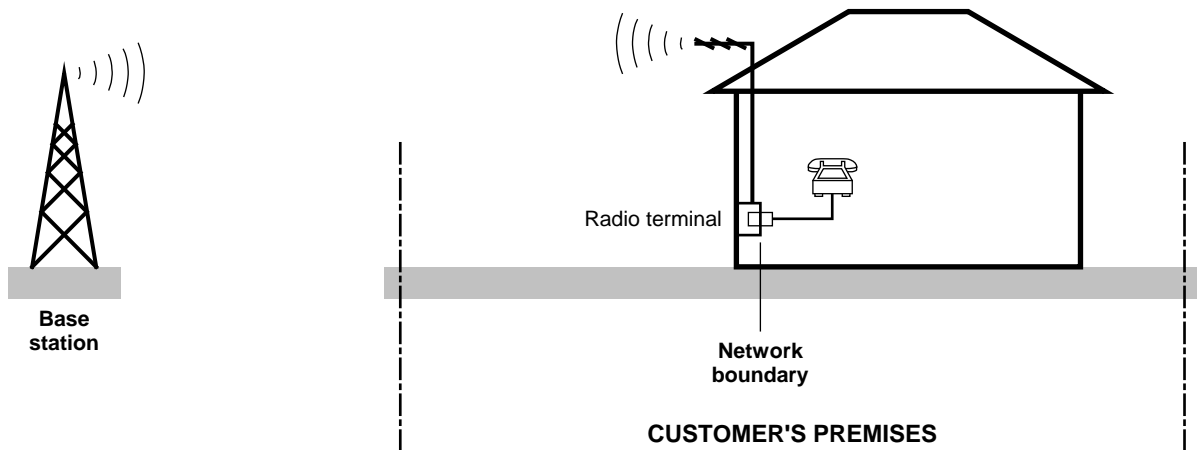 Radio terminal
Base
station
Network
boundary
CUSTOMER'S PREMISES